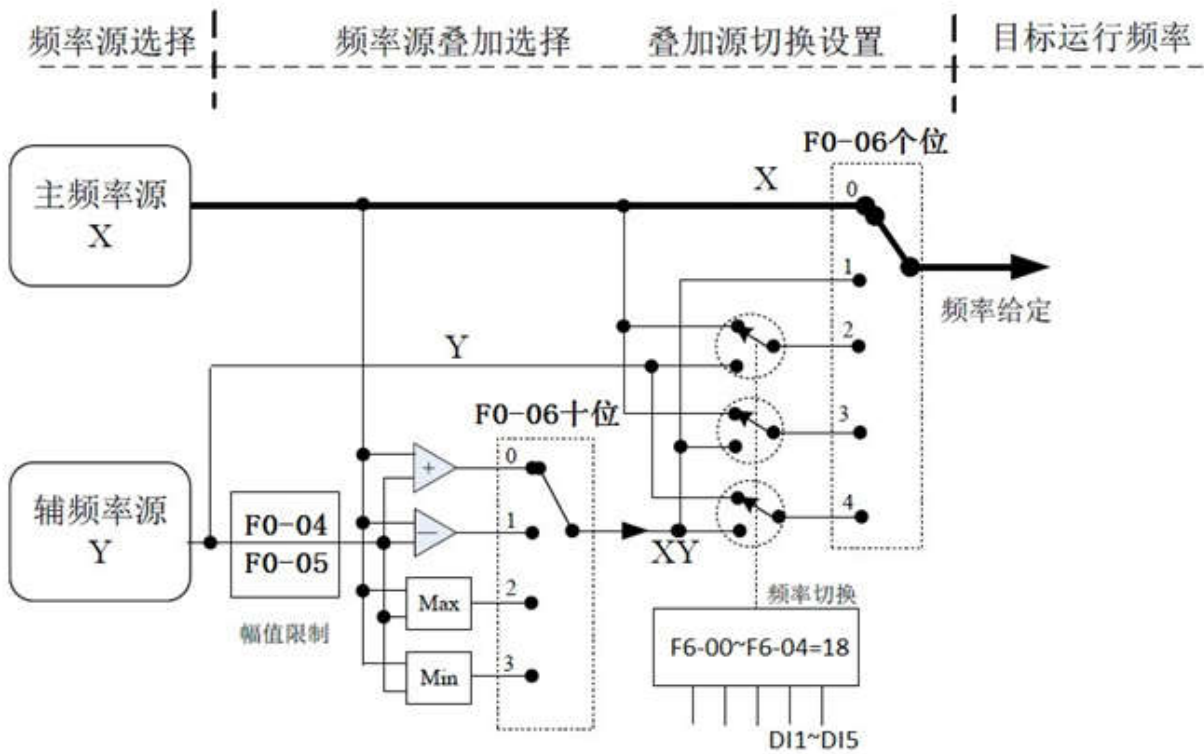 频率源选择
频率源叠加选择
叠加源切换设置
目标运行频率
F0-06个位
主频率源
X
X
0
1
频率给定
2
Y
F0-06十位
3
0
辅频率源
Y
F0-04
F0-05
幅值限制
+
1
−
XY
4
Max
2
频率切换
Min
3
F6-00~F6-04=18
DI1~DI5